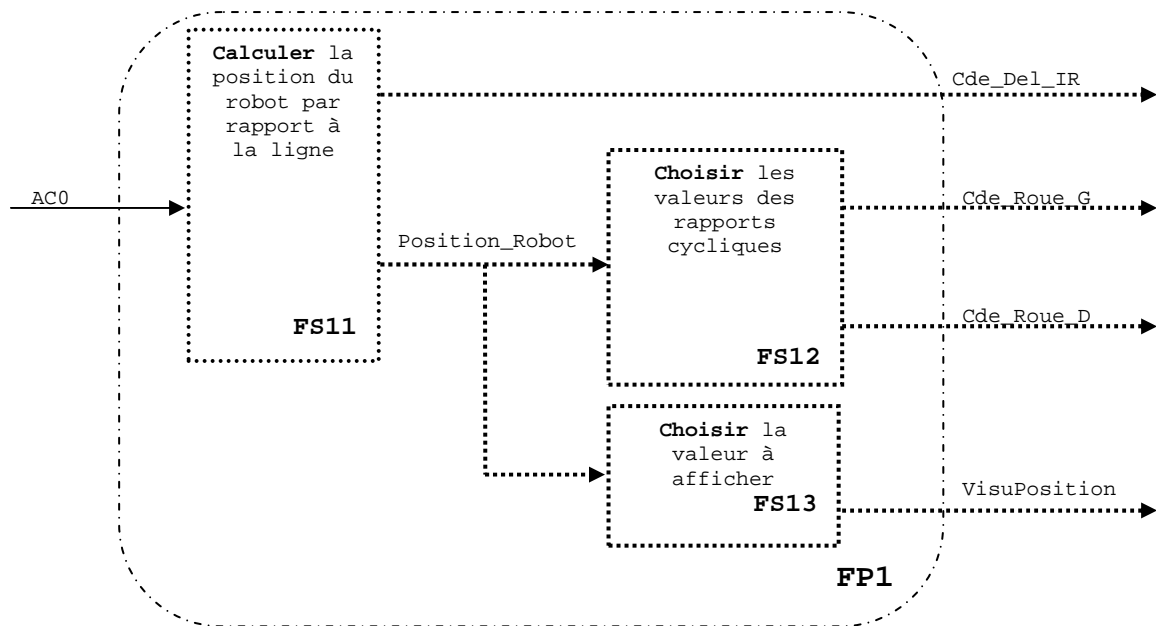 Calculer la
position du
robot par
rapport à
la ligne
FS11
AC0
Cde_Del_IR
Position_Robot
Choisir les
valeurs des
rapports
cycliques
FS12
Cde_Roue_G
Cde_Roue_D
Choisir la
valeur à
afficher
FS13
VisuPosition
FP1